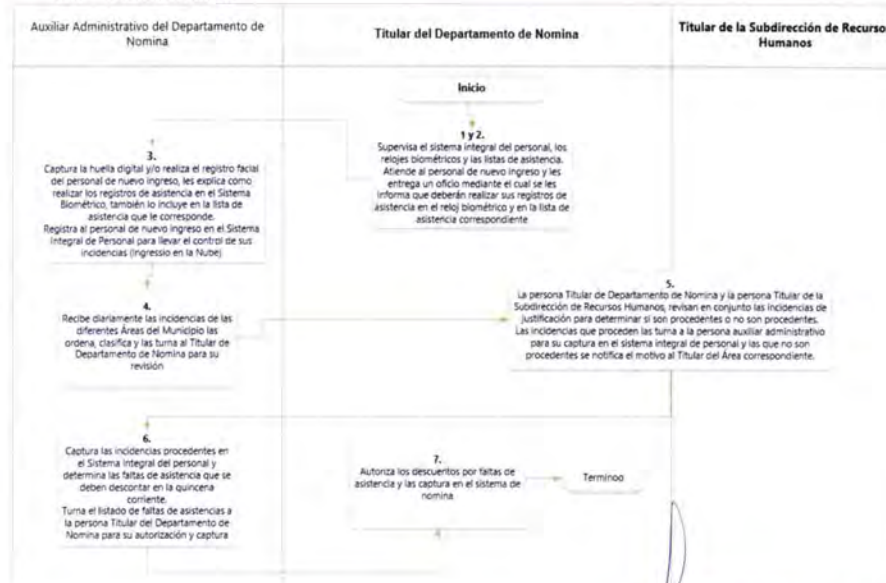 Auxiliar Administrativo del Departamento de
Nomina
Titular del Departamento de Nomina
Titular de la Subdirección de Recurso
Humanos
Inicio
1 y 2.
Supervisa el sistema integral del personal, los
relojes biométricos y las listas de asistencia.
Atiende al personal de nuevo ingreso y les
entrega un oficio mediante el cual se les
informa que deberán realizar sus registros de
asistencia en el reloj biométrico y en la lista de
asistencia correspondiente
3.
Captura la huella digital y/o realiza el registro facial
del personal de nuevo ingreso, les explica como
realizar los registros de asistencia en el Sistema
Biométrico, también lo incluye en la lista de
asistencia que le corresponde.
Registra al personal de nuevo ingreso en el Sistema
Integral de Personal para llevar el control de sus
incidencias (Ingressio en la Nube)
4.
Recibe diariamente las incidencias de las
diferentes Áreas del Municipio las
ordena, clasifica y las turna al Titular de
Departamento de Nomina para su
revisión
5.
La persona Titular de Departamento de Nomina y la persona Titular de la
Subdirección de Recursos Humanos, revisan en conjunto las incidencias de
justificación para determinar si son procedentes o no son procedentes.
Las incidencias que proceden las turna a la persona auxiliar administrativo
para su captura en el sistema integral de personal y las que no son
procedentes se notifica el motivo al Titular del Área correspondiente.
6.
Captura las incidencias procedentes en
el Sistema integral del personal y
determina las faltas de asistencia que se
deben descontar en la quincena
corriente.
Turna el listado de faltas de asistencias a
la persona Titular del Departamento de
Nomina para su autorización y captura
7.
Autoriza los descuentos por faltas de
asistencia y las captura en el sistema de
nomina
Terminoo